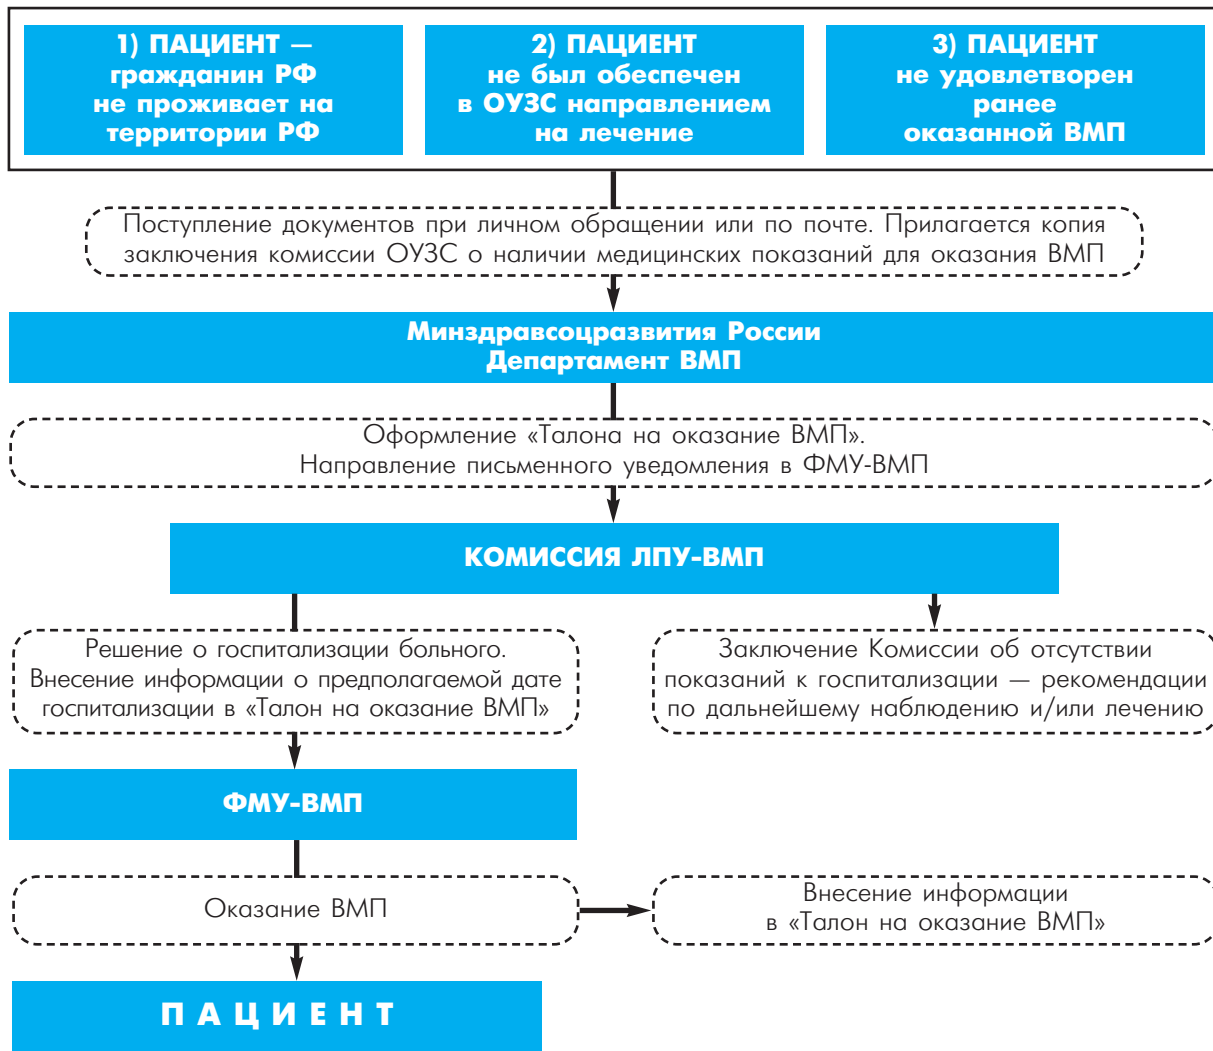 1) ПАЦИЕНТ —
гражданин РФ
не проживает на
территории РФ
2) ПАЦИЕНТ
не был обеспечен
в ОУЗС направлением
на лечение
3) ПАЦИЕНТ
не удовлетворен
ранее
оказанной ВМП
Поступление документов при личном обращении или по почте. Прилагается копия
заключения комиссии ОУЗС о наличии медицинских показаний для оказания ВМП
Минздравсоцразвития России
Департамент ВМП
Оформление «Талона на оказание ВМП».
Направление письменного уведомления в ФМУ-ВМП
КОМИССИЯ ЛПУ-ВМП
Решение о госпитализации больного.
Внесение информации о предполагаемой дате
госпитализации в «Талон на оказание ВМП»
Заключение Комиссии об отсутствии
показаний к госпитализации — рекомендации
по дальнейшему наблюдению и/или лечению
ФМУ-ВМП
Оказание ВМП
Внесение информации
в «Талон на оказание ВМП»
ПАЦИЕНТ